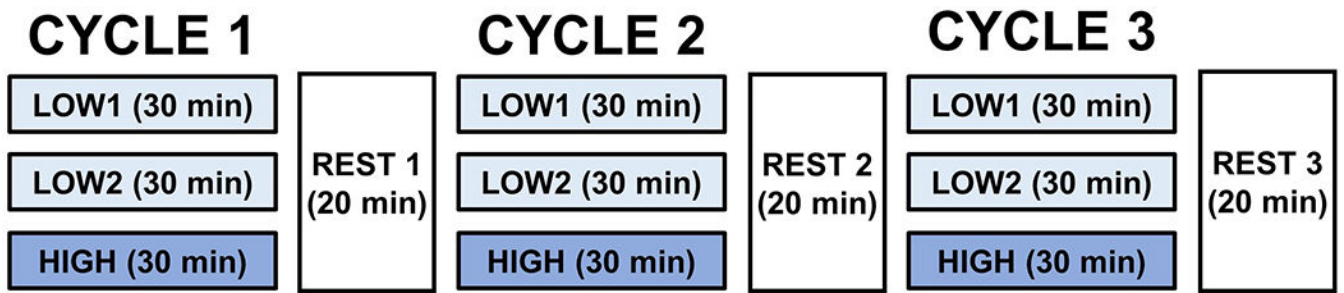 CYCLE 1
LOW1 (30 min)
LOW2 (30 min)
HIGH (30 min)
REST 1
(20 min)
CYCLE 2
LOW1 (30 min)
LOW2 (30 min)
HIGH (30 min)
REST 2
(20 min)
CYCLE 3
LOW1 (30 min)
LOW2 (30 min)
HIGH (30 min)
REST 3
(20 min)